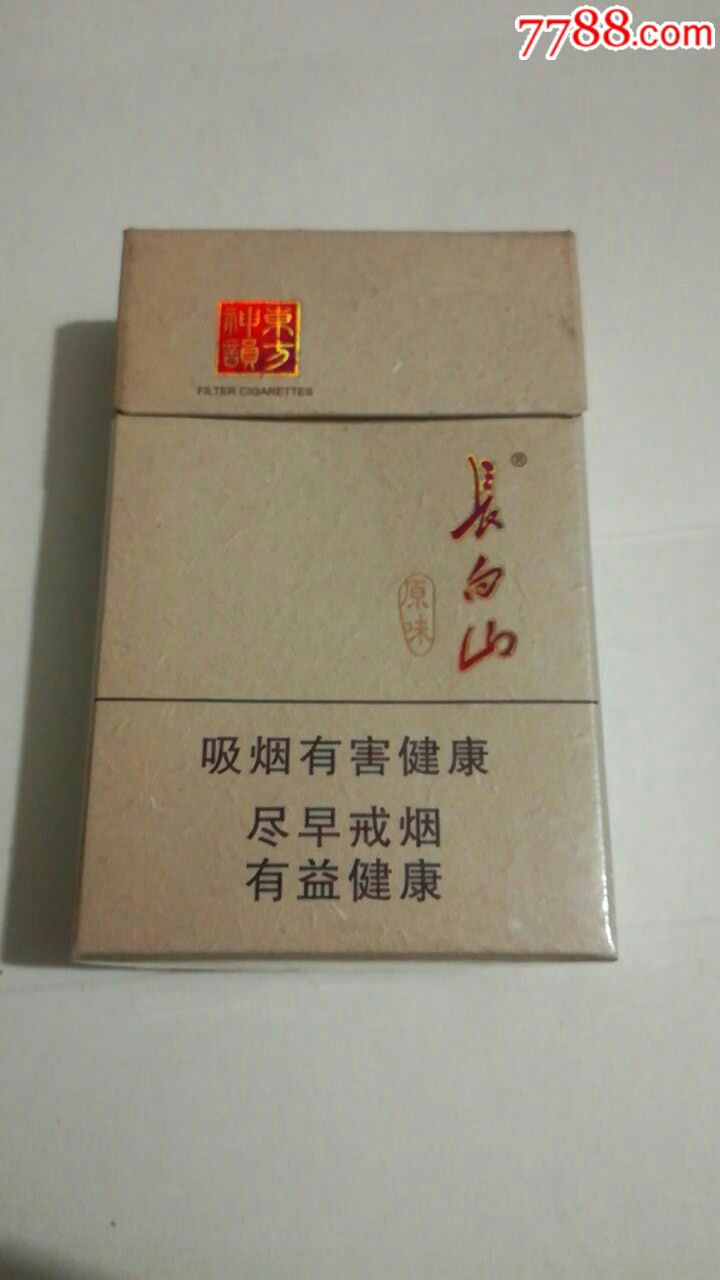 7788.com
東方
神韻
FILTER CIGARETTES
長白山®
原味
吸烟有害健康
尽早戒烟
有益健康